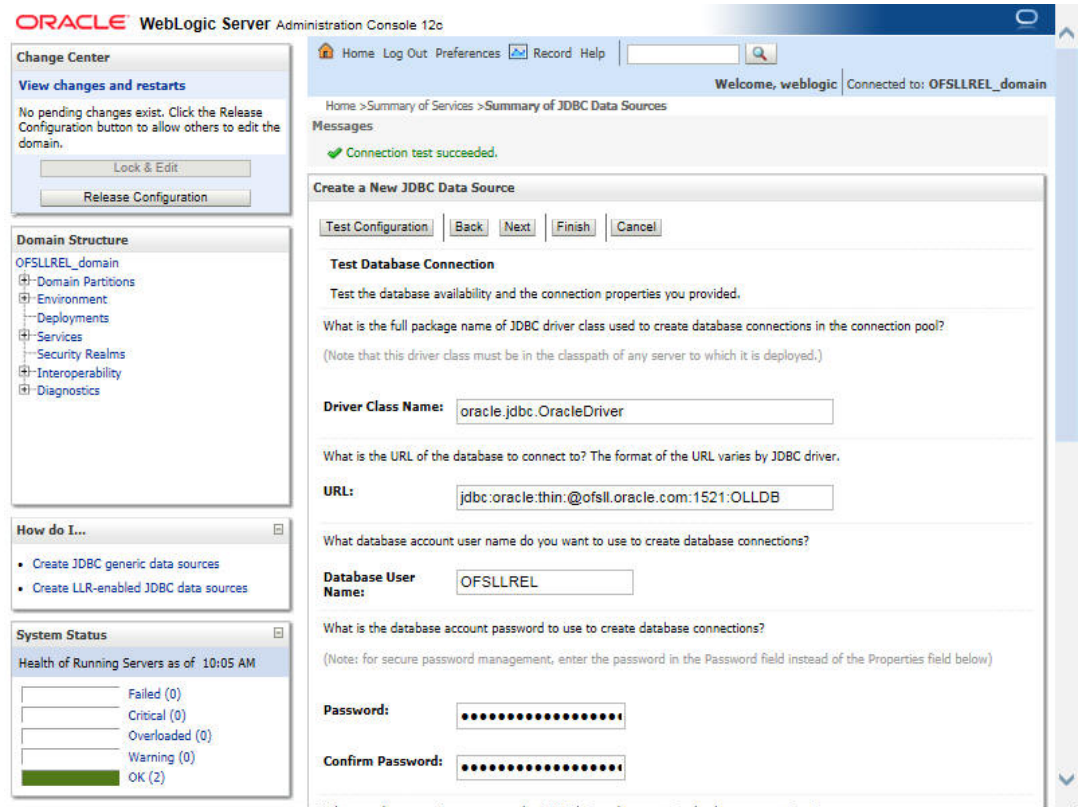 ORACLE WebLogic Server Administration Console 12c
Change Center
View changes and restarts
No pending changes exist. Click the Release
Configuration button to allow others to edit the
domain.
Lock & Edit
Release Configuration
Domain Structure
OFSLLREL_domain
Domain Partitions
Environment
Deployments
Services
Security Realms
Interoperability
Diagnostics
How do I...
• Create JDBC generic data sources
• Create LLR-enabled JDBC data sources
System Status
Health of Running Servers as of 10:05 AM
Failed (0)
Critical (0)
Overloaded (0)
Warning (0)
OK (2)
Home Log Out Preferences Record Help
Welcome, weblogic Connected to: OFSLLREL_domain
Home >Summary of Services >Summary of JDBC Data Sources
Messages
Connection test succeeded.
Create a New JDBC Data Source
Test Configuration Back Next Finish Cancel
Test Database Connection
Test the database availability and the connection properties you provided.
What is the full package name of JDBC driver class used to create database connections in the connection pool?
(Note that this driver class must be in the classpath of any server to which it is deployed.)
Driver Class Name: oracle.jdbc.OracleDriver
What is the URL of the database to connect to? The format of the URL varies by JDBC driver.
URL: jdbc:oracle:thin:@ofsll.oracle.com:1521:OLLDB
What database account user name do you want to use to create database connections?
Database User
Name: OFSLLREL
What is the database account password to use to create database connections?
(Note: for secure password management, enter the password in the Password field instead of the Properties field below)
Password:
Confirm Password: